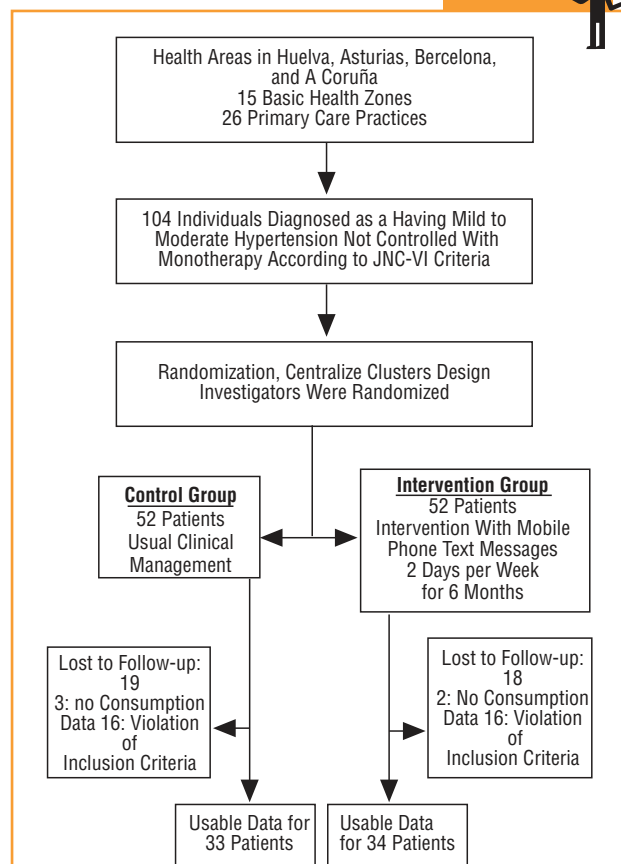 Health Areas in Huelva, Asturias, Bercelona,
and A Coruña
15 Basic Health Zones
26 Primary Care Practices
104 Individuals Diagnosed as a Having Mild to
Moderate Hypertension Not Controlled With
Monotherapy According to JNC-VI Criteria
Randomization, Centralize Clusters Design
Investigators Were Randomized
Control Group
52 Patients
Usual Clinical
Management
Intervention Group
52 Patients
Intervention With Mobile
Phone Text Messages
2 Days per Week
for 6 Months
Lost to Follow-up:
19
3: no Consumption
Data 16: Violation
of
Inclusion Criteria
Lost to Follow-up:
18
2: No Consumption
Data 16: Violation
of
Inclusion Criteria
Usable Data for
33 Patients
Usable Data
for 34 Patients